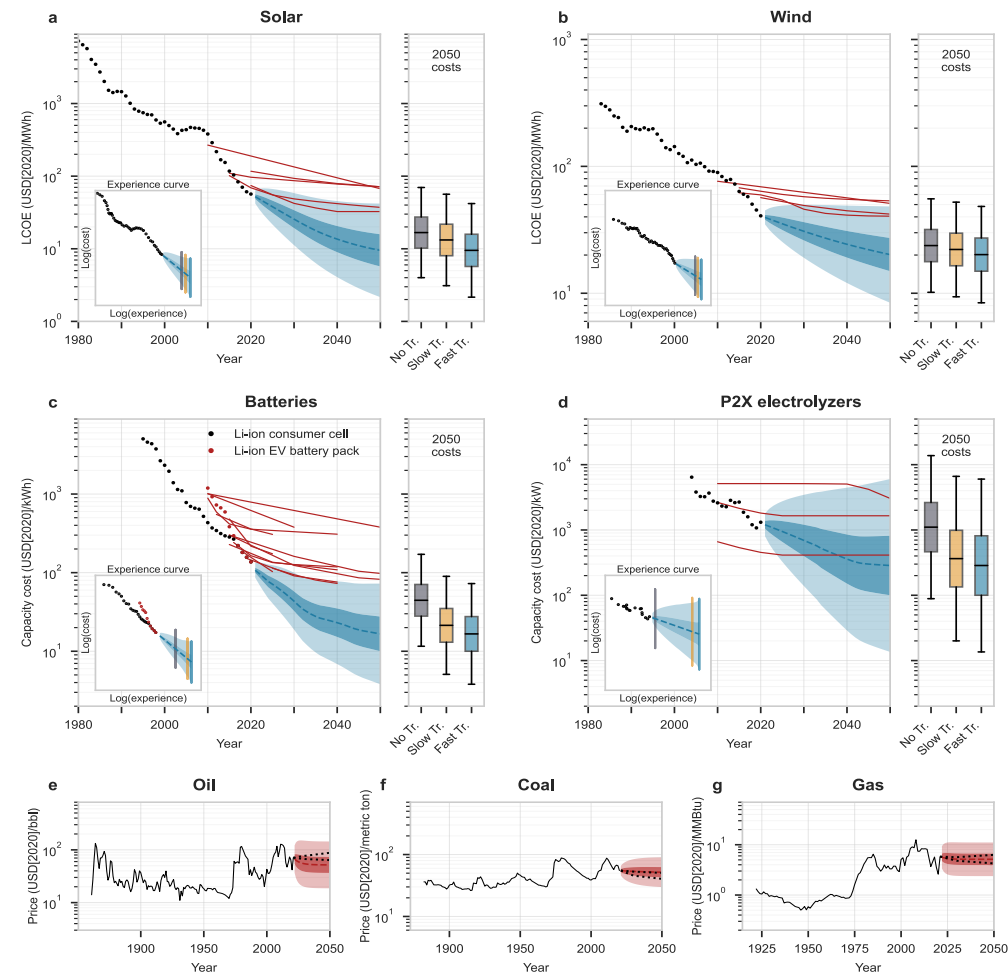 a Solar
2050
costs
10³
10²
10¹
10⁰
LCOE (USD[2020]/MWh)
Experience curve
Log(cost)
Log(experience)
1980 2000 2020 2040
Year
No Tr.
Slow Tr.
Fast Tr.
b Wind
2050
costs
10³
10²
10¹
LCOE (USD[2020]/MWh)
Experience curve
Log(cost)
Log(experience)
1980 2000 2020 2040
Year
No Tr.
Slow Tr.
Fast Tr.
c Batteries
Li-ion consumer cell
Li-ion EV battery pack
2050
costs
10⁴
10³
10²
10¹
Capacity cost (USD[2020]/kWh)
Experience curve
Log(cost)
Log(experience)
1980 2000 2020 2040
Year
No Tr.
Slow Tr.
Fast Tr.
d P2X electrolyzers
2050
costs
10⁴
10³
10²
10¹
Capacity cost (USD[2020]/kW)
Experience curve
Log(cost)
Log(experience)
1980 2000 2020 2040
Year
No Tr.
Slow Tr.
Fast Tr.
e Oil
Price (USD[2020]/bbl)
10²
10¹
1900 1950 2000 2050
Year
f Coal
Price (USD[2020]/metric ton)
10²
10¹
1900 1950 2000 2050
Year
g Gas
Price (USD[2020]/MMBtu)
10¹
10⁰
1925 1950 1975 2000 2025 2050
Year